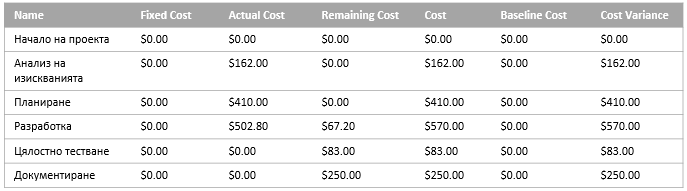 Name Fixed Cost Actual Cost Remaining Cost Cost Baseline Cost Cost Variance
Начало на проекта $0.00 $0.00 $0.00 $0.00 $0.00 $0.00
Анализ на $0.00 $162.00 $0.00 $162.00 $0.00 $162.00
изискванията
Планиране $0.00 $410.00 $0.00 $410.00 $0.00 $410.00
Разработка $0.00 $502.80 $67.20 $570.00 $0.00 $570.00
Цялостно тестване $0.00 $0.00 $83.00 $83.00 $0.00 $83.00
Документиране $0.00 $0.00 $250.00 $250.00 $0.00 $250.00